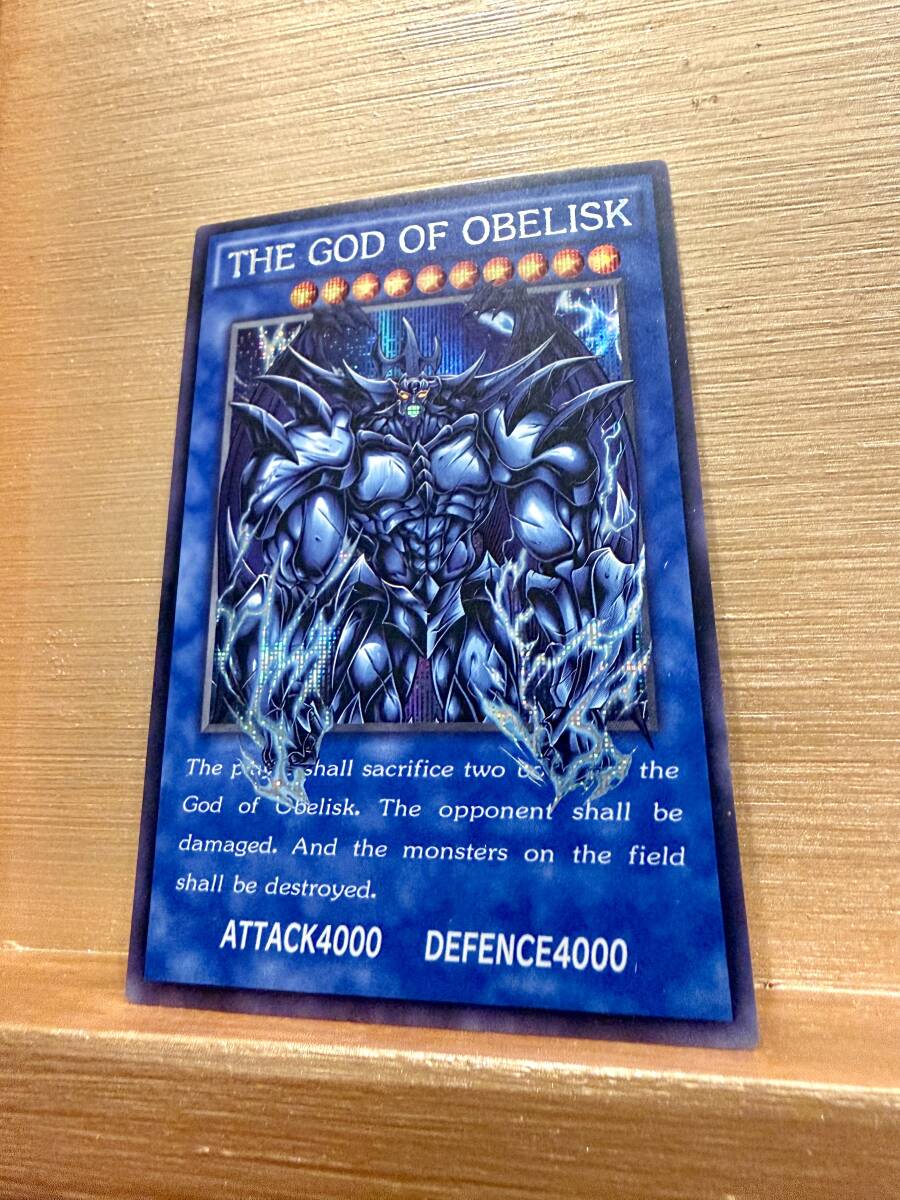 THE GOD OF OBELISK
The shall sacrifice two the
God of Obelisk. The opponent shall be
damaged. And the monsters on the field
shall be destroyed.
ATTACK4000 DEFENCE4000